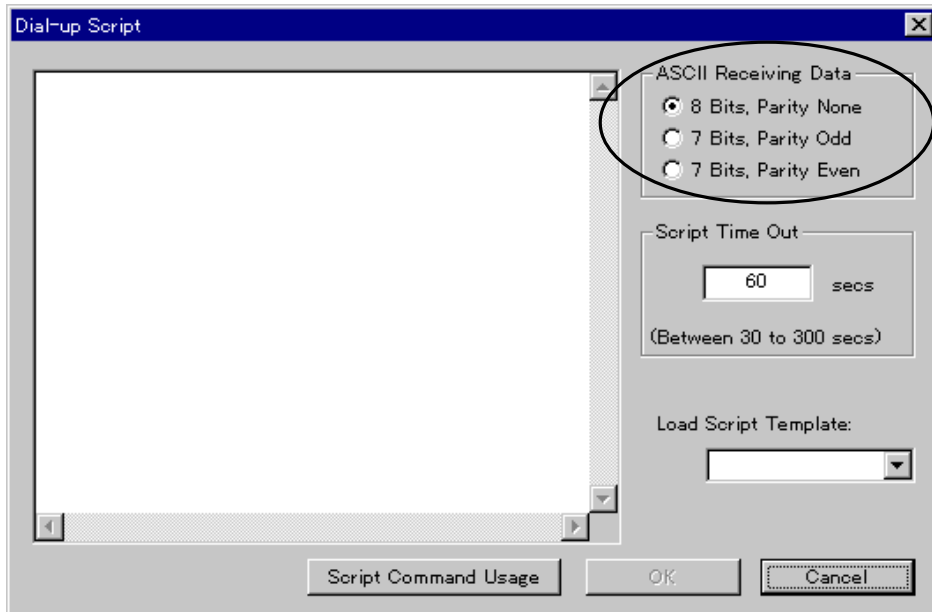 Dial-up Script
ASCII Receiving Data
8 Bits, Parity None
7 Bits, Parity Odd
7 Bits, Parity Even
Script Time Out
60 secs
(Between 30 to 300 secs)
Load Script Template:
Script Command Usage OK Cancel